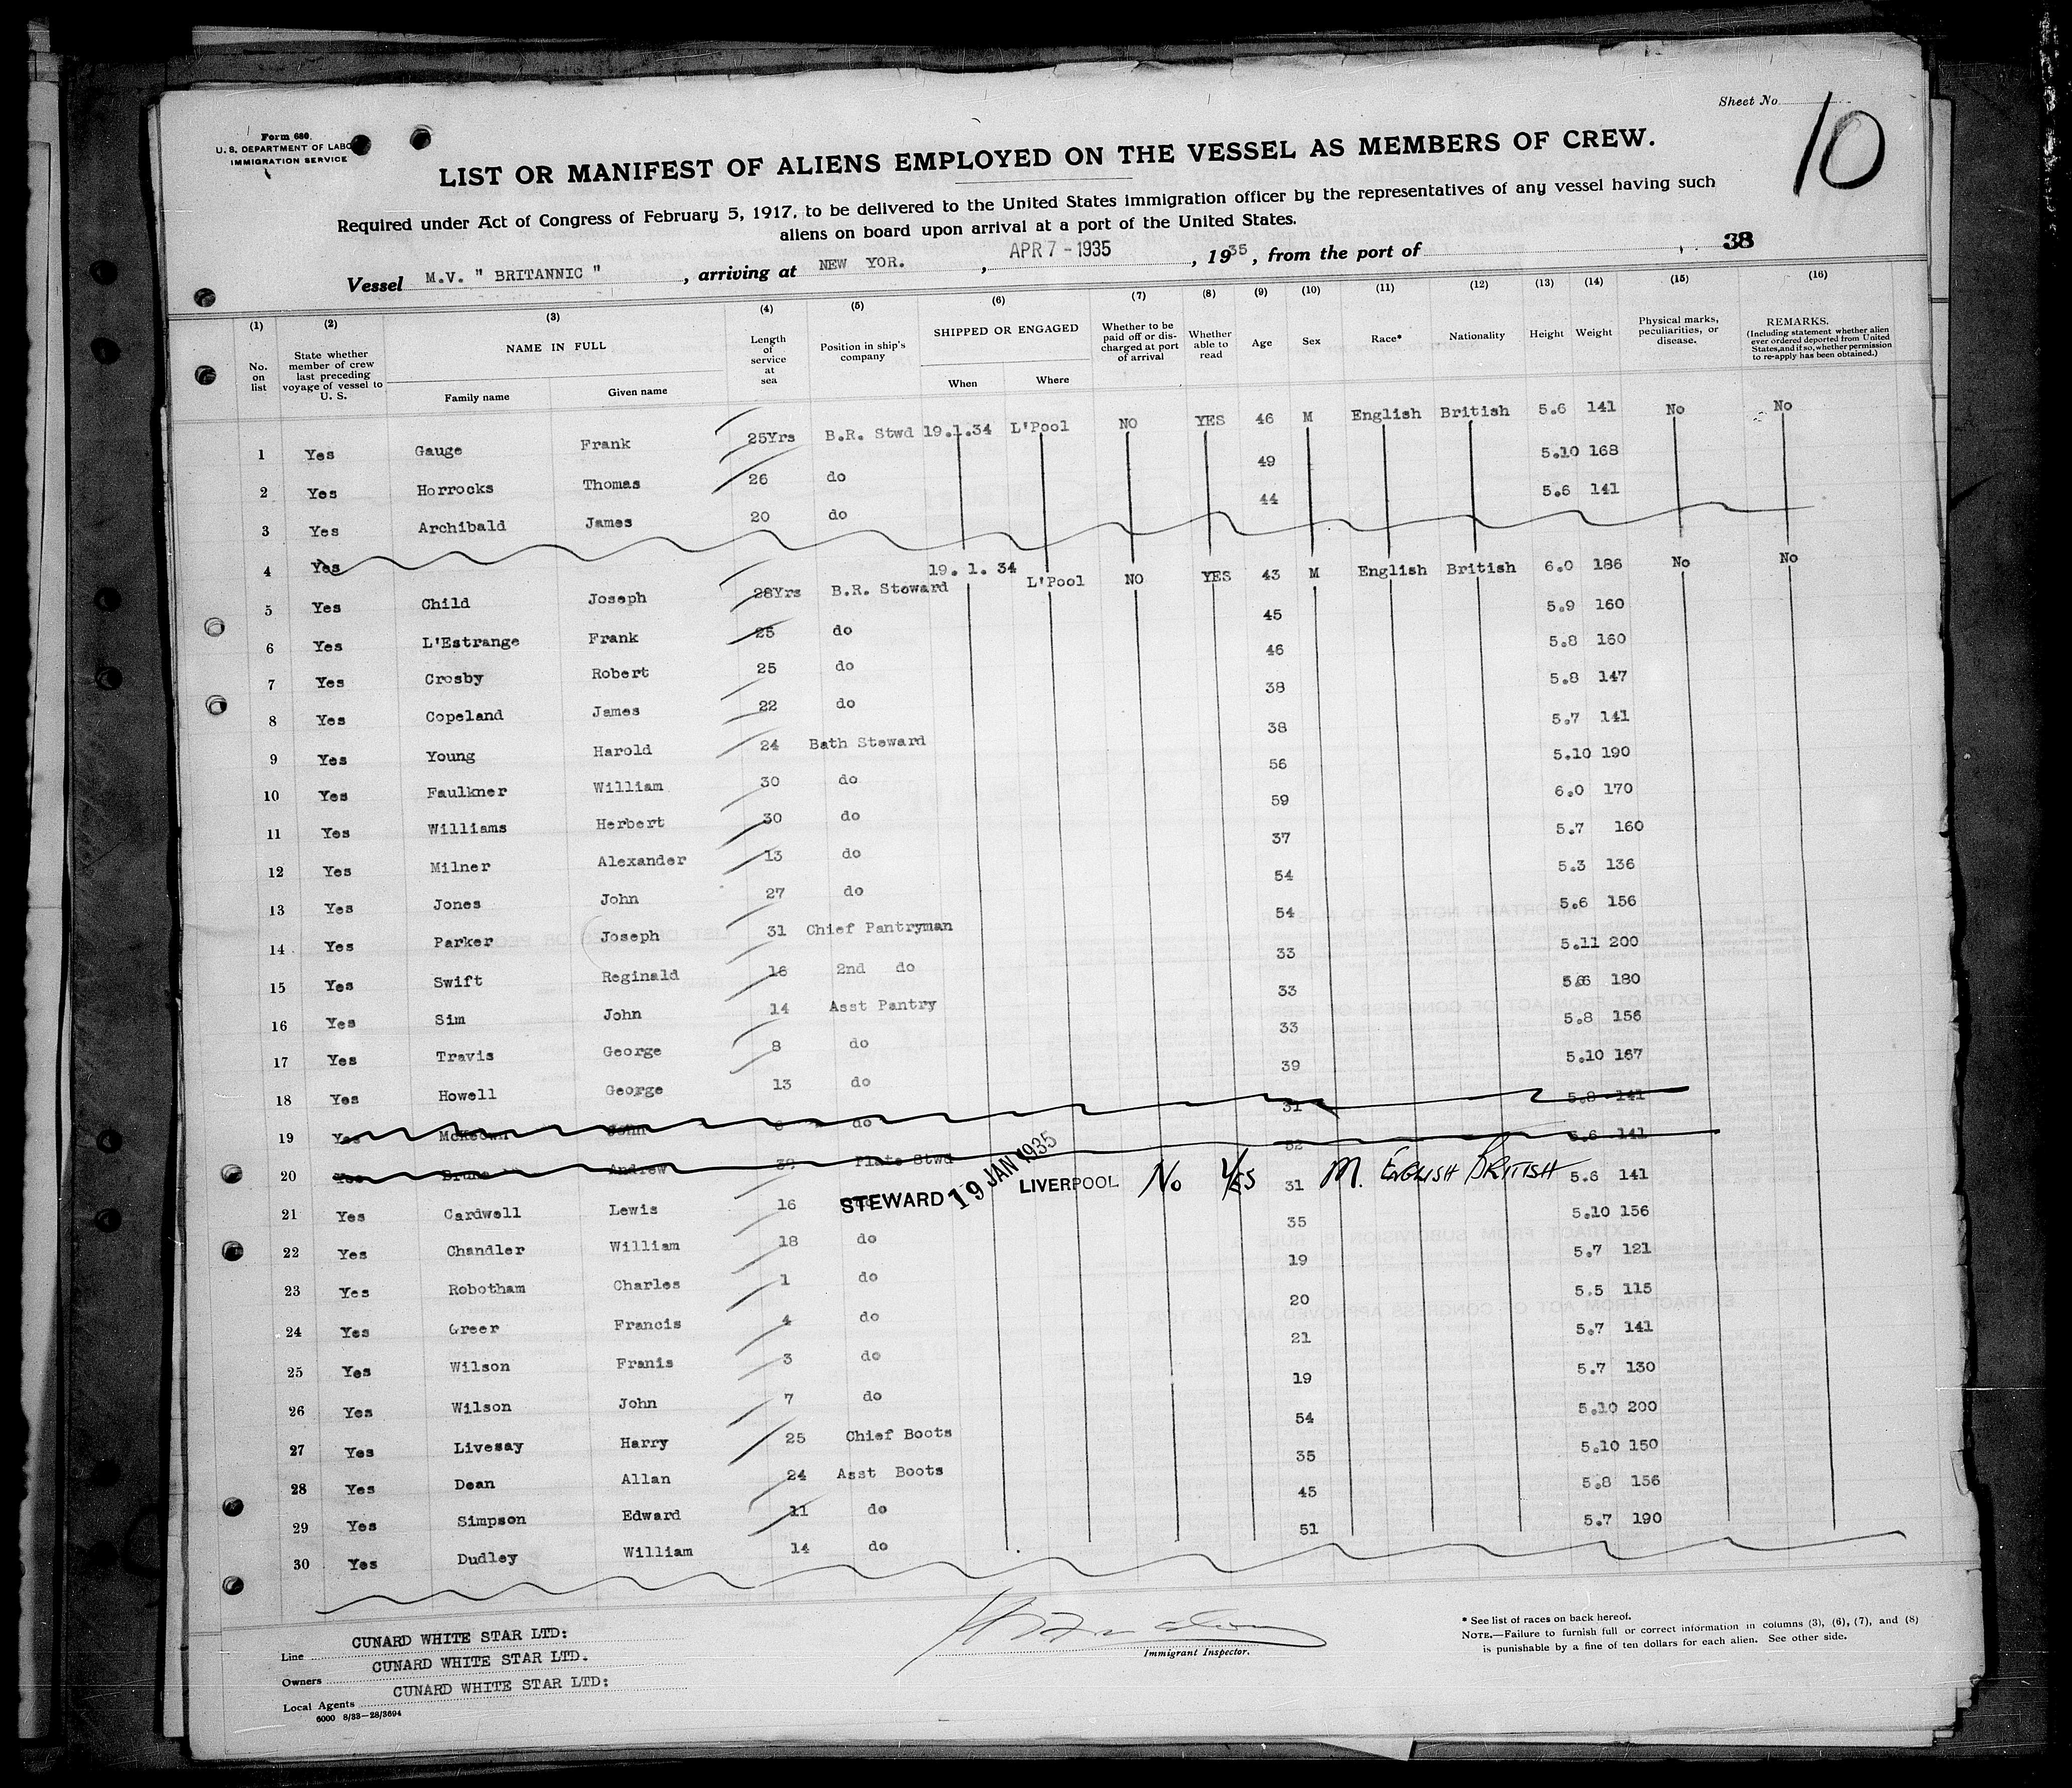 Sheet No. 10
Form 680
U. S. DEPARTMENT OF LABO
IMMIGRATION SERVICE
LIST OR MANIFEST OF ALIENS EMPLOYED ON THE VESSEL AS MEMBERS OF CREW.
Required under Act of Congress of February 5, 1917, to be delivered to the United States immigration officer by the representatives of any vessel having such
aliens on board upon arrival at a port of the United States.
Vessel M.V. " BRITANNIC ", arriving at NEW YOR. , APR 7 - 1935 , 1935, from the port of 38
(1) (2) (3) (4) (5) (6) (7) (8) (9) (10) (11) (12) (13) (14) (15) (16)
No. on list State whether member of crew last preceding voyage of vessel to U. S. NAME IN FULL Family name Given name Length of service at sea Position in ship's company SHIPPED OR ENGAGED When Where Whether to be paid off or discharged at port of arrival Whether able to read Age Sex Race* Nationality Height Weight Physical marks, peculiarities, or disease. REMARKS. (Including statement whether alien ever ordered deported from United States, and if so, whether permission to re-apply has been obtained.)
1 Yes Gauge Frank 25Yrs B.R. Stwd 19.1.34 L'Pool NO YES 46 M English British 5.6 141 No No
2 Yes Horrocks Thomas 26 do 49 5.10 168
3 Yes Archibald James 20 do 44 5.6 141
4 Yes
5 Yes Child Joseph 28Yrs B.R. Steward 19. 1. 34 L'Pool NO YES 43 M English British 6.0 186 No No
6 Yes L'Estrange Frank 25 do 45 5.9 160
7 Yes Crosby Robert 25 do 46 5.8 160
8 Yes Copeland James 22 do 38 5.8 147
9 Yes Young Harold 24 Bath Steward 38 5.7 141
10 Yes Faulkner William 30 do 56 5.10 190
11 Yes Williams Herbert 30 do 59 6.0 170
12 Yes Milner Alexander 13 do 37 5.7 160
13 Yes Jones John 27 do 54 5.3 136
14 Yes Parker Joseph 31 Chief Pantryman 54 5.6 156
15 Yes Swift Reginald 16 2nd do 33 5.11 200
16 Yes Sim John 14 Asst Pantry 33 5.6 180
17 Yes Travis George 8 do 33 5.8 156
18 Yes Howell George 13 do 39 5.10 167
19 Yes McKeown John do 31 5.8 141
20 Yes Andrew 39 Plate Stwd 52 5.6 141
21 Yes Cardwell Lewis 16 STEWARD 19 JAN 1935 LIVERPOOL No YES 31 M. ENGLISH BRITISH 5.6 141
22 Yes Chandler William 18 do 35 5.10 156
23 Yes Robotham Charles 1 do 19 5.7 121
24 Yes Greer Francis 4 do 20 5.5 115
25 Yes Wilson Franis 3 do 21 5.7 141
26 Yes Wilson John 7 do 19 5.7 130
27 Yes Livesay Harry 25 Chief Boots 54 5.10 200
28 Yes Dean Allan 24 Asst Boots 35 5.10 150
29 Yes Simpson Edward 11 do 45 5.8 156
30 Yes Dudley William 14 do 51 5.7 190
Line CUNARD WHITE STAR LTD:
Owners CUNARD WHITE STAR LTD.
Local Agents CUNARD WHITE STAR LTD:
6000 8/33—28/3694
Immigrant Inspector.
* See list of races on back hereof.
NOTE.—Failure to furnish full or correct information in columns (3), (6), (7), and (8)
is punishable by a fine of ten dollars for each alien. See other side.